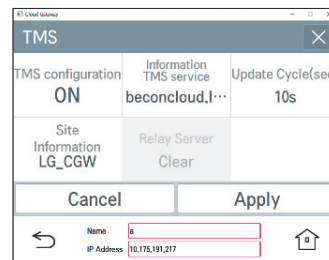 Cloud Gateway
TMS
TMS configuration
ON
Information
TMS service
beconcloud.l···
Update Cycle(sec
10s
Site
Information
LG_CGW
Relay Server
Clear
Cancel
Apply
Name a
IP Address 10,175,191,217